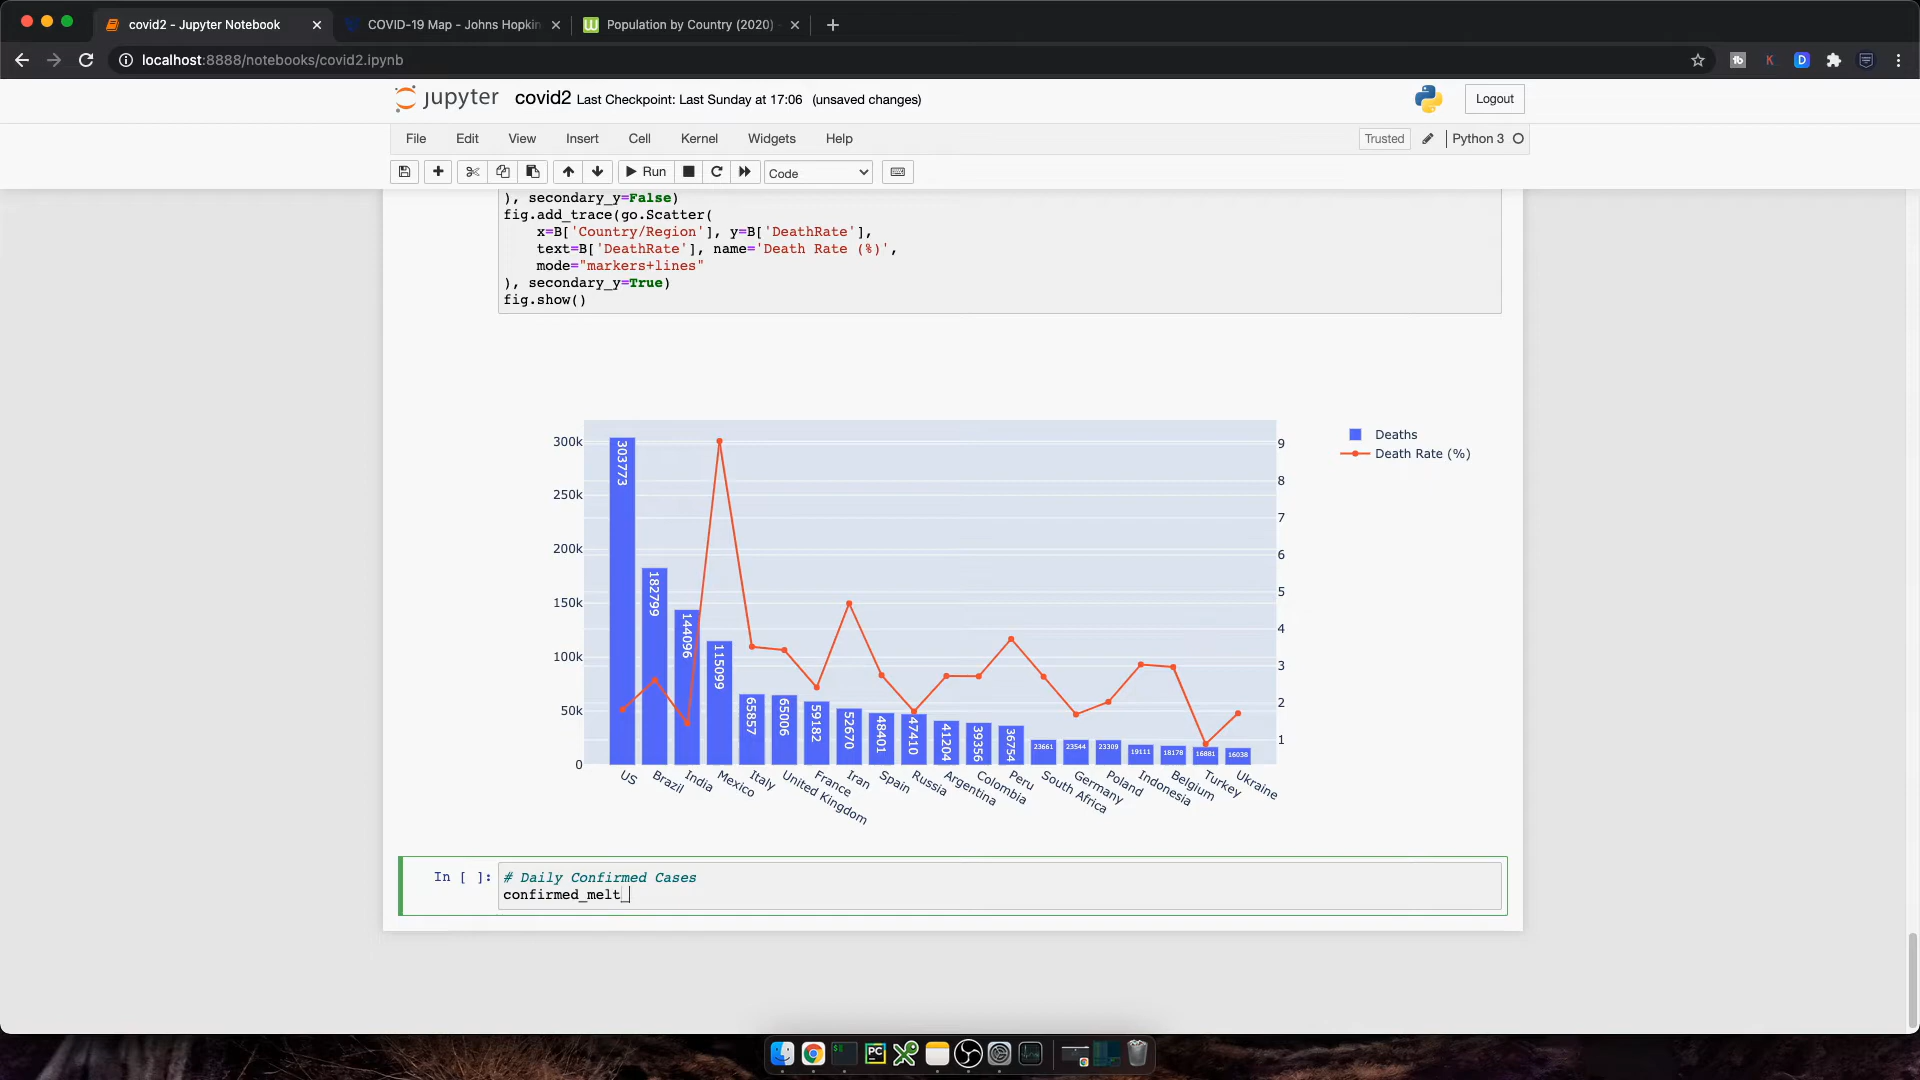 covid2 - Jupyter Notebook
COVID-19 Map - Johns Hopkin
Population by Country (2020)
localhost:8888/notebooks/covid2.ipynb
jupyter covid2 Last Checkpoint: Last Sunday at 17:06 (unsaved changes)
Logout
File Edit View Insert Cell Kernel Widgets Help
Trusted Python 3
Run Code
), secondary_y=False)
fig.add_trace(go.Scatter(
x=B['Country/Region'], y=B['DeathRate'],
text=B['DeathRate'], name='Death Rate (%)',
mode="markers+lines"
), secondary_y=True)
fig.show()
Deaths
Death Rate (%)
300k
250k
200k
150k
100k
50k
0
9
8
7
6
5
4
3
2
1
303773
182799
144096
115099
65857
65006
59182
52670
48401
47410
41204
39356
36754
23661
23544
23309
19111
18178
16881
16038
US
Brazil
India
Mexico
Italy
United Kingdom
France
Iran
Spain
Russia
Argentina
Colombia
Peru
South Africa
Germany
Poland
Indonesia
Belgium
Turkey
Ukraine
In [ ]: # Daily Confirmed Cases
confirmed_melt_